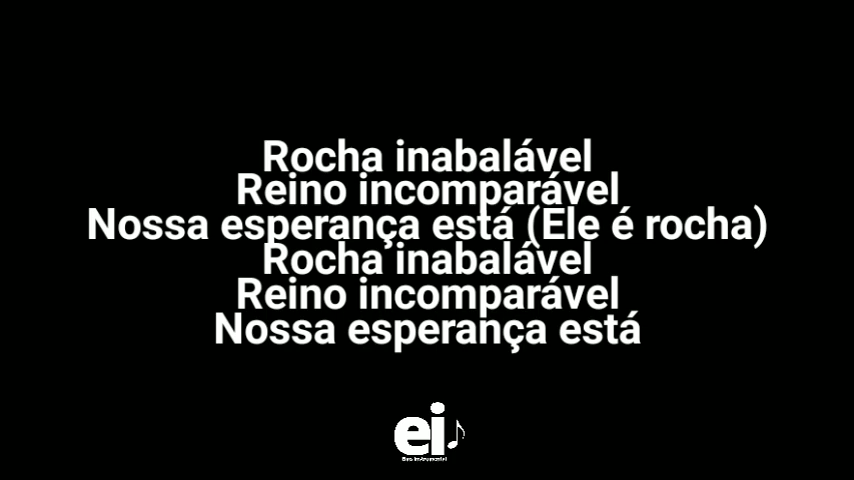 Rocha inabalável
Reino incomparável
Nossa esperança está (Ele é rocha)
Rocha inabalável
Reino incomparável
Nossa esperança está
ei